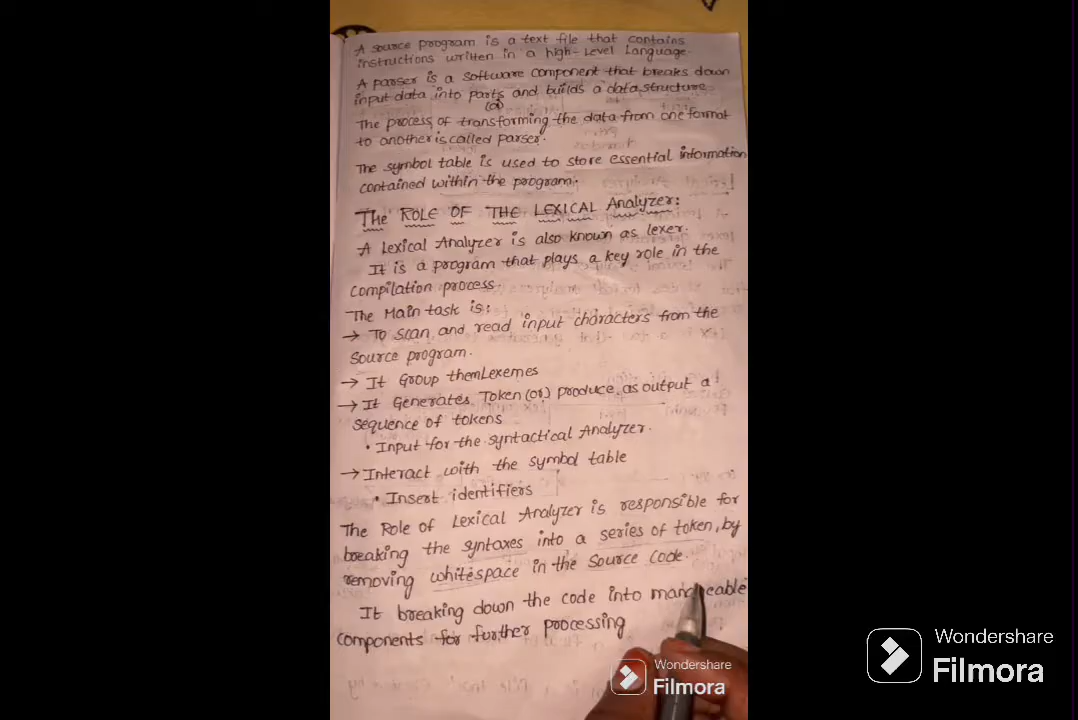 A source program is a text file that contains
instructions written in a high-Level Language.
A parser is a software component that breaks down
input data into parts and builds a data structure
(or)
The process of transforming the data from one format
to another is called parser.
The symbol table is used to store essential information
contained within the program.
The ROLE OF THE LEXICAL Analyzer:
A Lexical Analyzer is also known as lexer.
It is a program that plays a key role in the
compilation process.
The Main task is:
→ To scan and read input characters from the
Source program.
→ It Group them Lexemes
→ It Generates Token (or) produce as output a
sequence of tokens
• Input for the syntactical Analyzer.
→ Interact with the symbol table
• Insert identifiers
The Role of Lexical Analyzer is responsible for
breaking the syntaxes into a series of token, by
removing whitespace in the Source Code.
It breaking down the code into
components for further processing
Wondershare
Filmora
Wondershare
Filmora